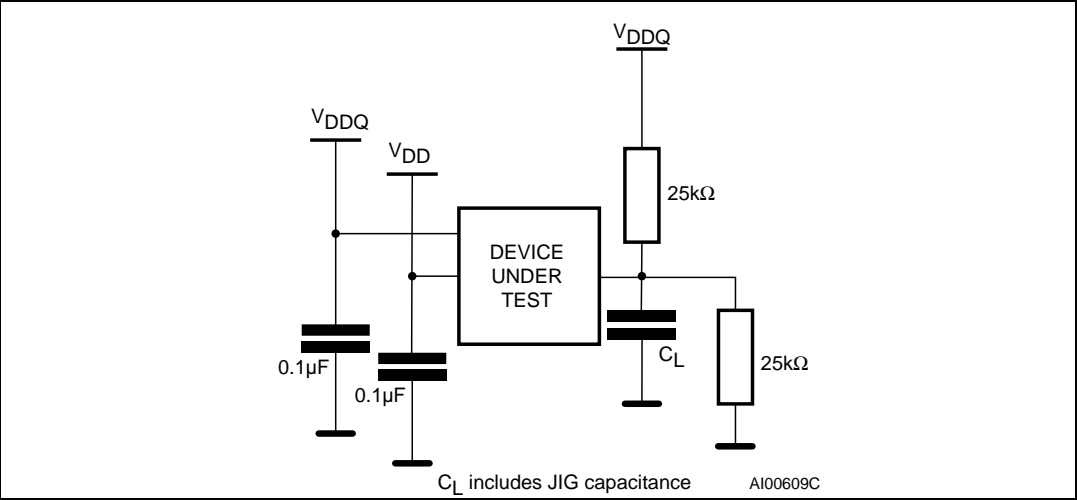 VDDQ
VDDQ
VDD
25kΩ
DEVICE
UNDER
TEST
0.1µF
0.1µF
CL
25kΩ
CL includes JIG capacitance
AI00609C